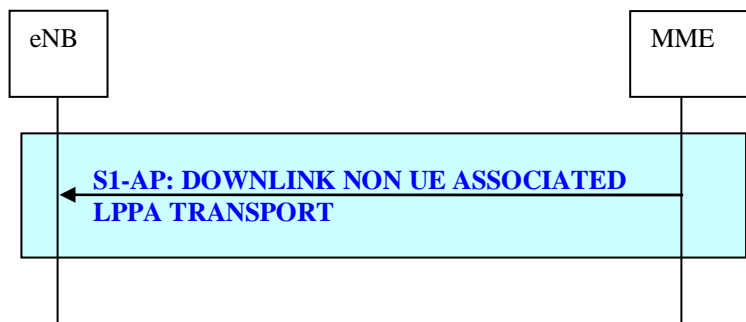 eNB
MME
S1-AP: DOWNLINK NON UE ASSOCIATED
LPPA TRANSPORT